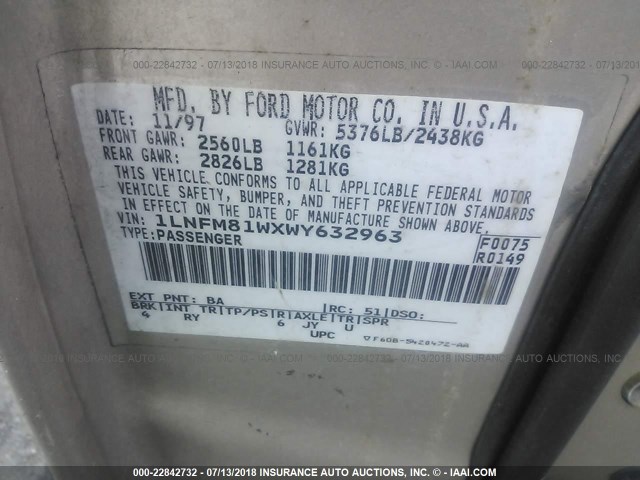 000-22842732 - 07/13/2018 INSURANCE AUTO AUCTIONS, INC. - © - IAAI.COM
MFD. BY FORD MOTOR CO. IN U.S.A.
DATE: 11/97 GVWR: 5376LB/2438KG
FRONT GAWR: 2560LB 1161KG
REAR GAWR: 2826LB 1281KG
THIS VEHICLE CONFORMS TO ALL APPLICABLE FEDERAL MOTOR
VEHICLE SAFETY, BUMPER, AND THEFT PREVENTION STANDARDS
IN EFFECT ON THE DATE OF MANUFACTURE SHOWN ABOVE.
VIN: 1LNFM81WXWY632963
TYPE: PASSENGER
F0075
R0149
EXT PNT: BA |RC: 51|DSO:
BRK|INT TR|TP/PS|R|AXLE|TR|SPR
4 RY 6 JY U
UPC ▽F60B-5420472-AA
000-22842732 - 07/13/2018 INSURANCE AUTO AUCTIONS, INC. - © - IAAI.COM